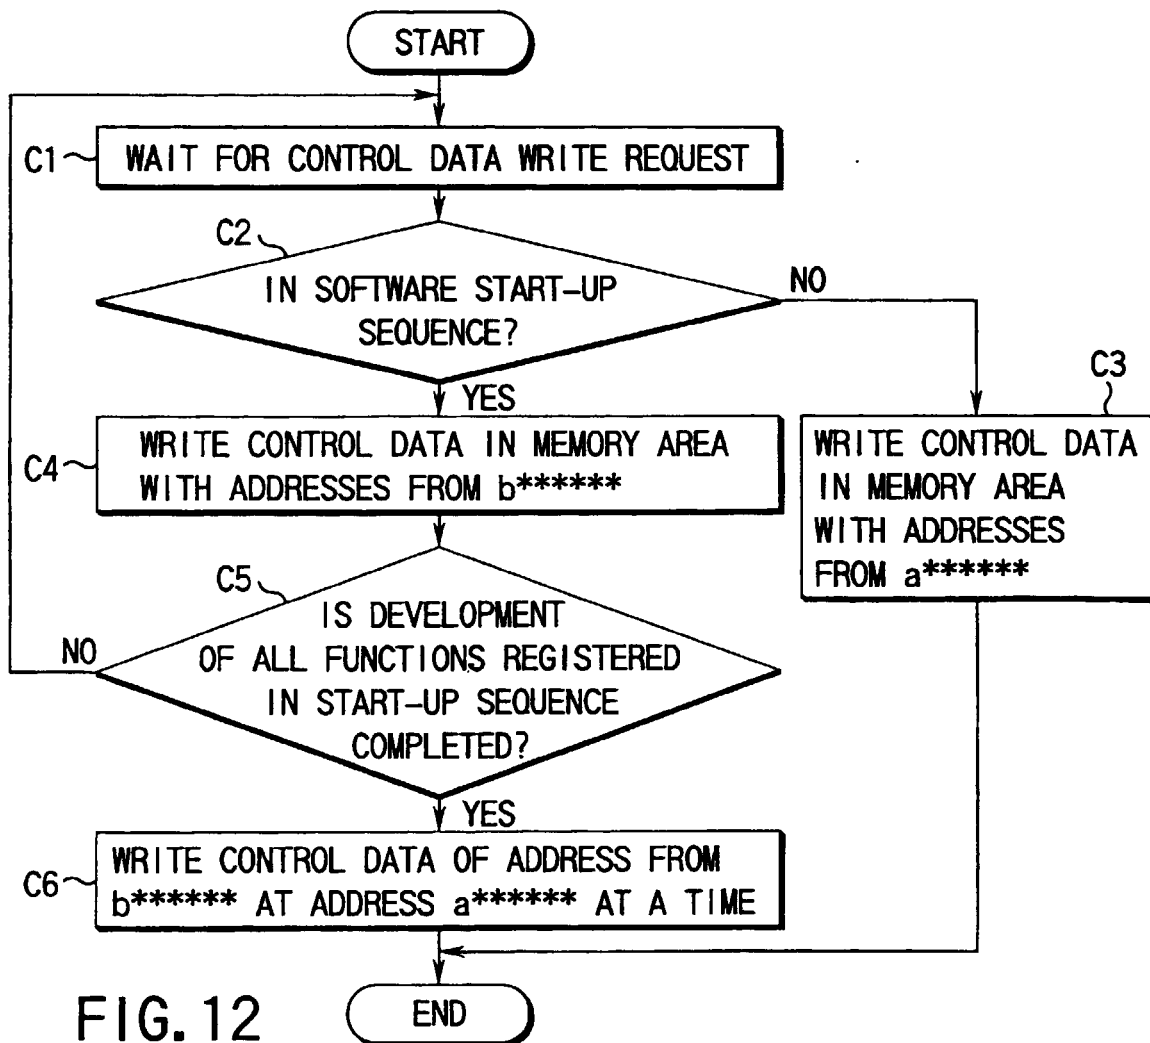 START
C1
WAIT FOR CONTROL DATA WRITE REQUEST
C2
IN SOFTWARE START-UP
SEQUENCE?
NO
YES
C3
WRITE CONTROL DATA
IN MEMORY AREA
WITH ADDRESSES
FROM a******
C4
WRITE CONTROL DATA IN MEMORY AREA
WITH ADDRESSES FROM b******
C5
IS DEVELOPMENT
OF ALL FUNCTIONS REGISTERED
IN START-UP SEQUENCE
COMPLETED?
NO
YES
C6
WRITE CONTROL DATA OF ADDRESS FROM
b****** AT ADDRESS a****** AT A TIME
END
FIG. 12